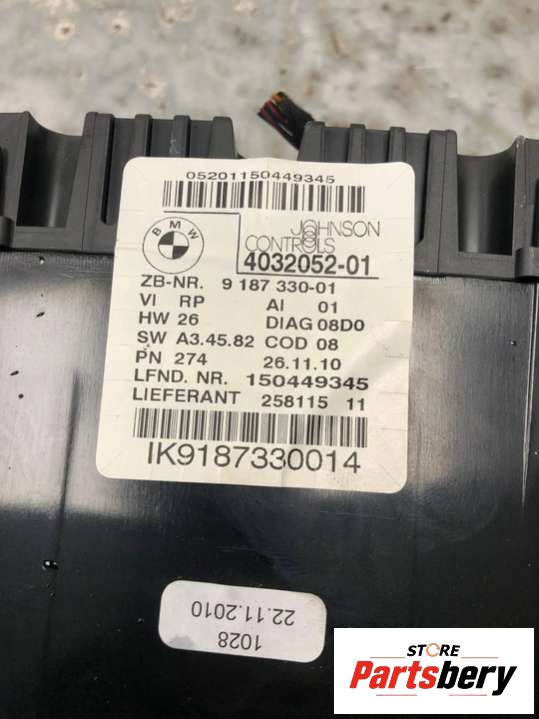 05201150449345
BMW
JOHNSON
CONTROLS
4032052-01
ZB-NR. 9 187 330-01
VI RP AI 01
HW 26 DIAG 08D0
SW A3.45.82 COD 08
PN 274 26.11.10
LFND. NR. 150449345
LIEFERANT 258115 11
IK9187330014
1028
22.11.2010
STORE
Partsbery